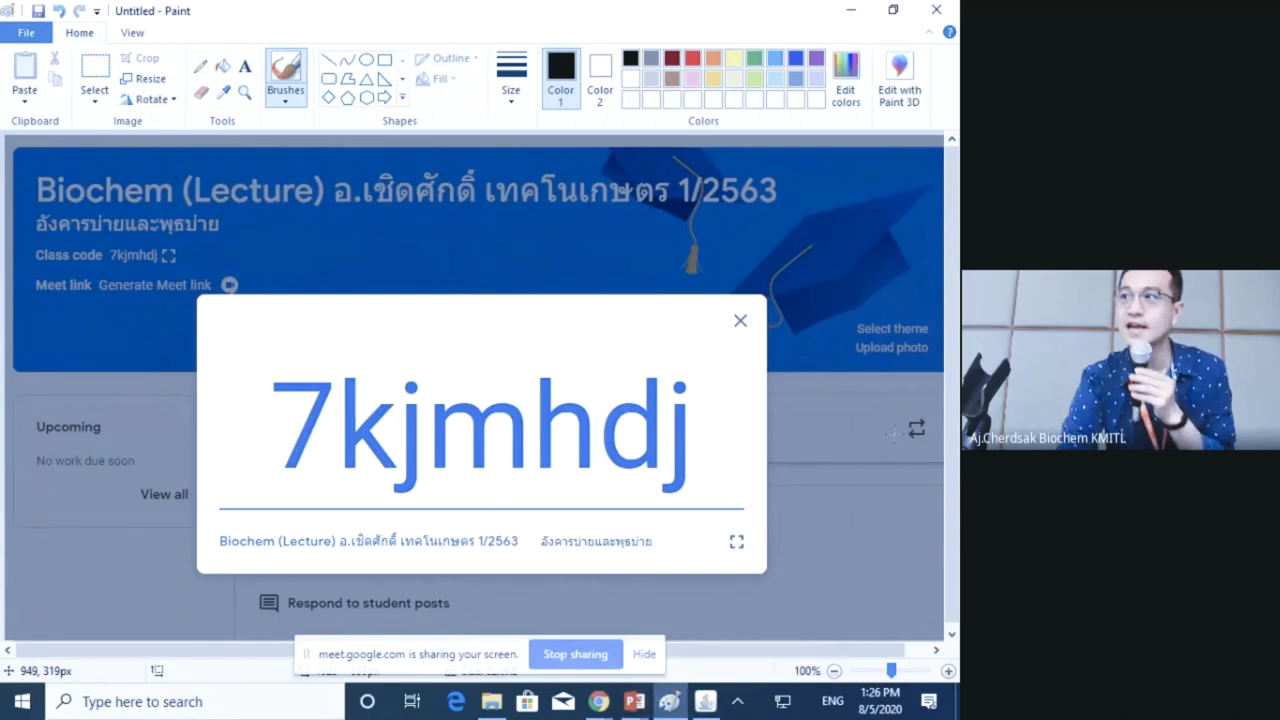 Untitled - Paint
File Home View
Paste
Select
Crop
Resize
Rotate
Brushes
Outline
Fill
Size
Color 1
Color 2
Edit colors
Edit with Paint 3D
Clipboard
Image
Tools
Shapes
Colors
Biochem (Lecture) อ.เชิดศักดิ์ เทคโนเกษตร 1/2563
อังคารบ่ายและพุธบ่าย
Class code 7kjmhdj
Meet link Generate Meet link
Select theme
Upload photo
7kjmhdj
Upcoming
No work due soon
View all
Biochem (Lecture) อ.เชิดศักดิ์ เทคโนเกษตร 1/2563 อังคารบ่ายและพุธบ่าย
Respond to student posts
meet.google.com is sharing your screen. Stop sharing Hide
949, 319px
100%
Type here to search
ENG
1:26 PM
8/5/2020
Aj.Cherdsak Biochem KMITL